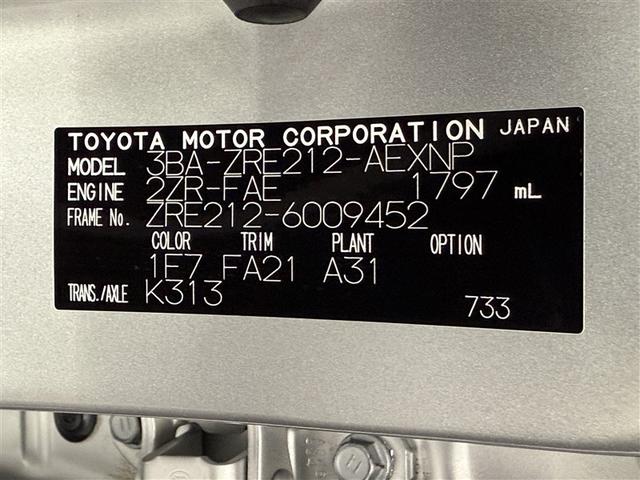 TOYOTA MOTOR CORPORATION JAPAN
MODEL 3BA-ZRE212-AEXNP
ENGINE 2ZR-FAE 1797 mL
FRAME No. ZRE212-6009452
COLOR TRIM PLANT OPTION
1E7 FA21 A31
TRANS./AXLE K313
733